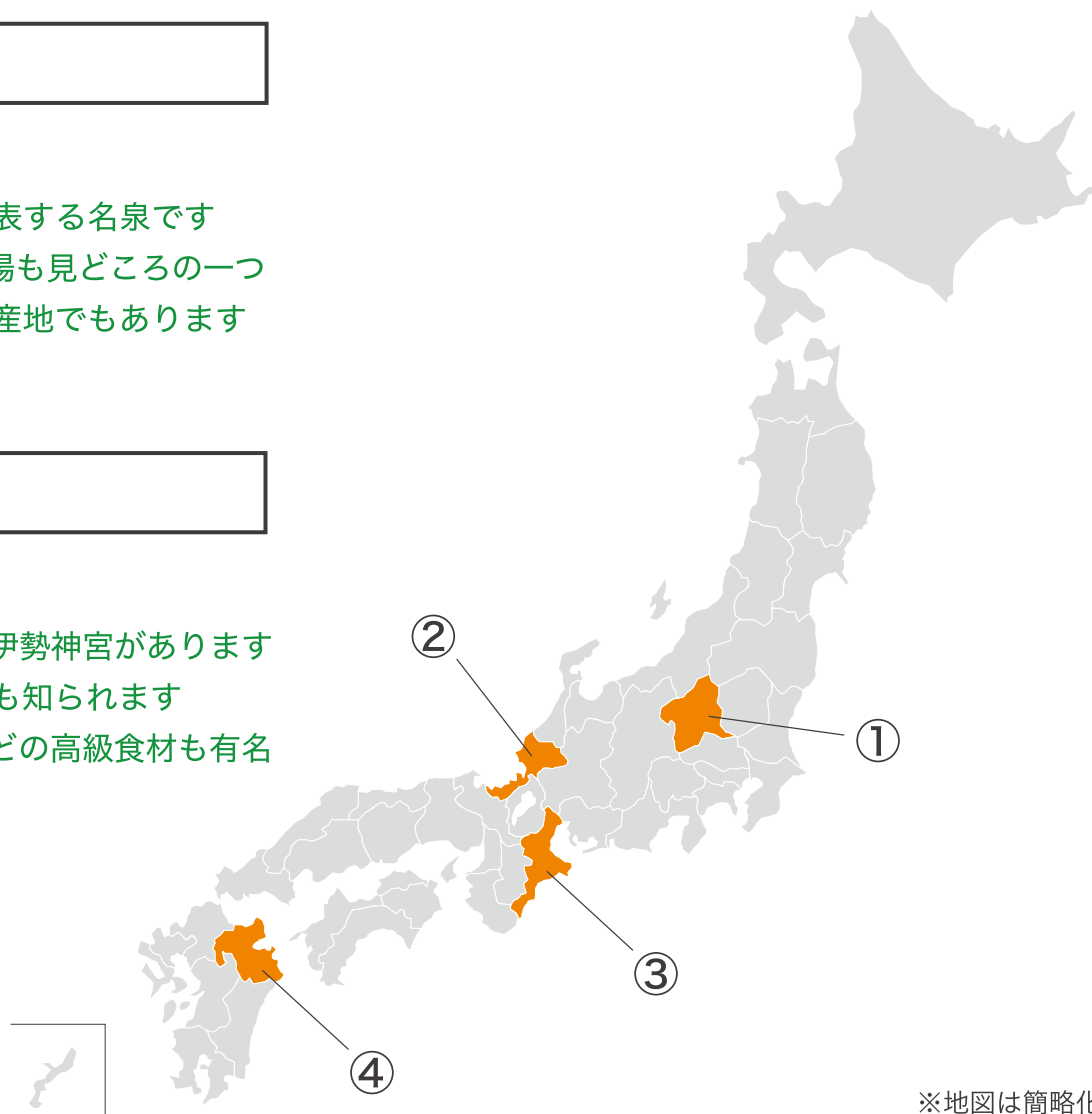 表する名泉です
場も見どころの一つ
産地でもあります
伊勢神宮があります
も知られます
どの高級食材も有名
②
①
③
④
※地図は簡略化